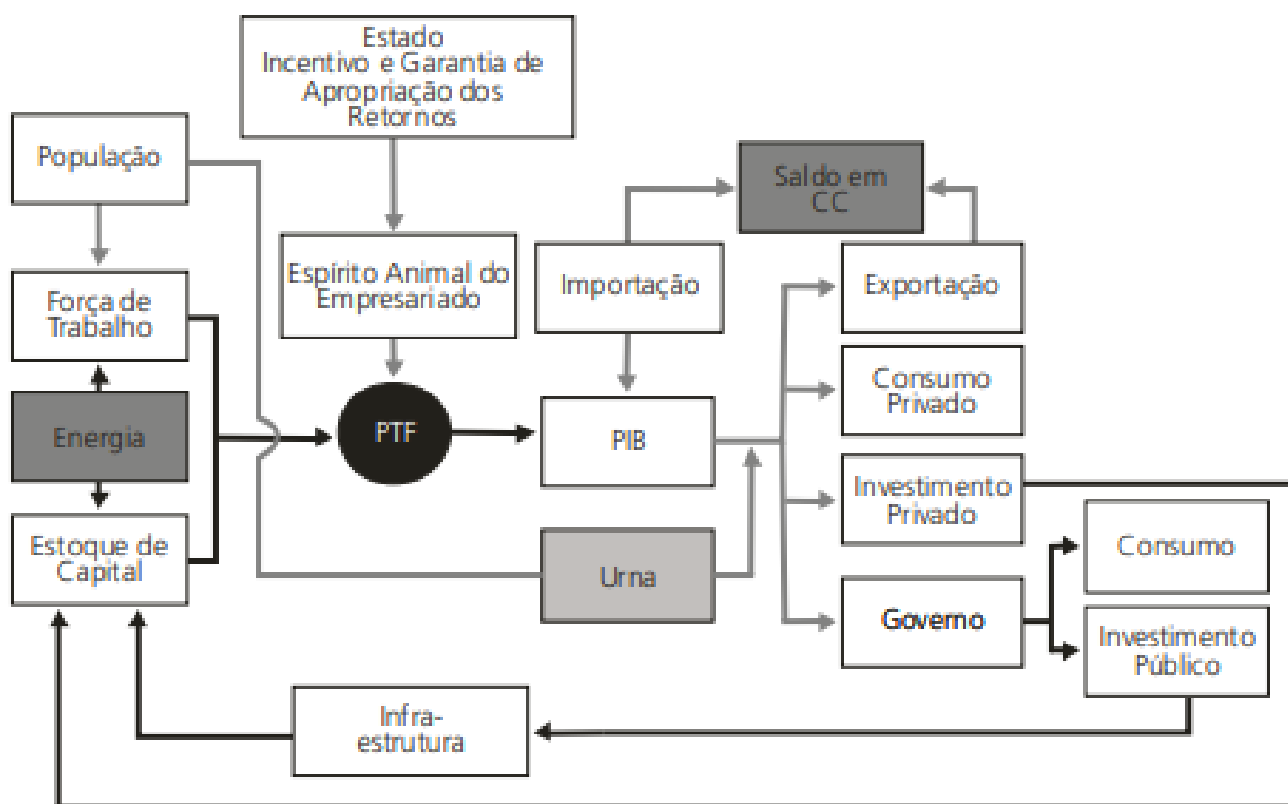 Estado
Incentivo e Garantia de
Apropriação dos
Retornos
População
Saldo em
CC
Espírito Animal do
Empresariado
Importação
Exportação
Força de
Trabalho
Consumo
Privado
Energia
PTF
PIB
Investimento
Privado
Estoque de
Capital
Urna
Consumo
Governo
Investimento
Público
Infra-
estrutura